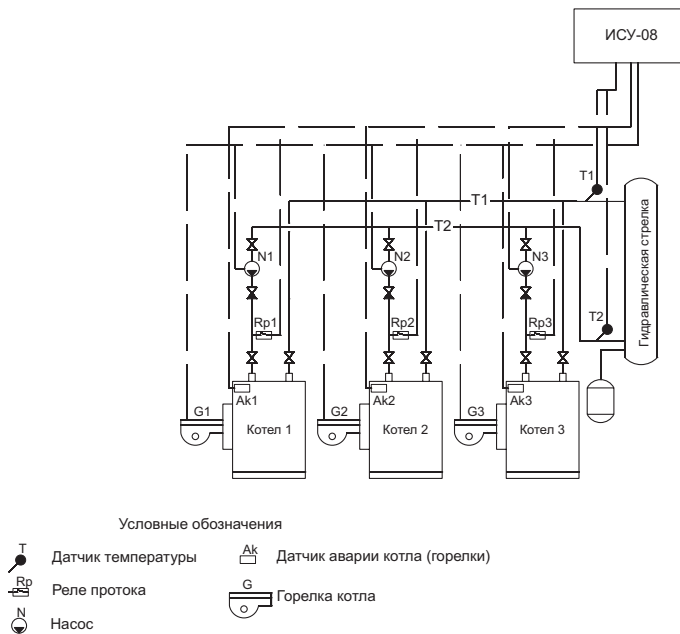 ИСУ-08
T1
T1
T2
N1
N2
N3
Rp1
Rp2
Rp3
T2
Гидравлическая стрелка
Ak1
Ak2
Ak3
G1
G2
G3
Котел 1
Котел 2
Котел 3
Условные обозначения
T
Датчик температуры
Ak
Датчик аварии котла (горелки)
Rp
Реле протока
G
Горелка котла
N
Насос